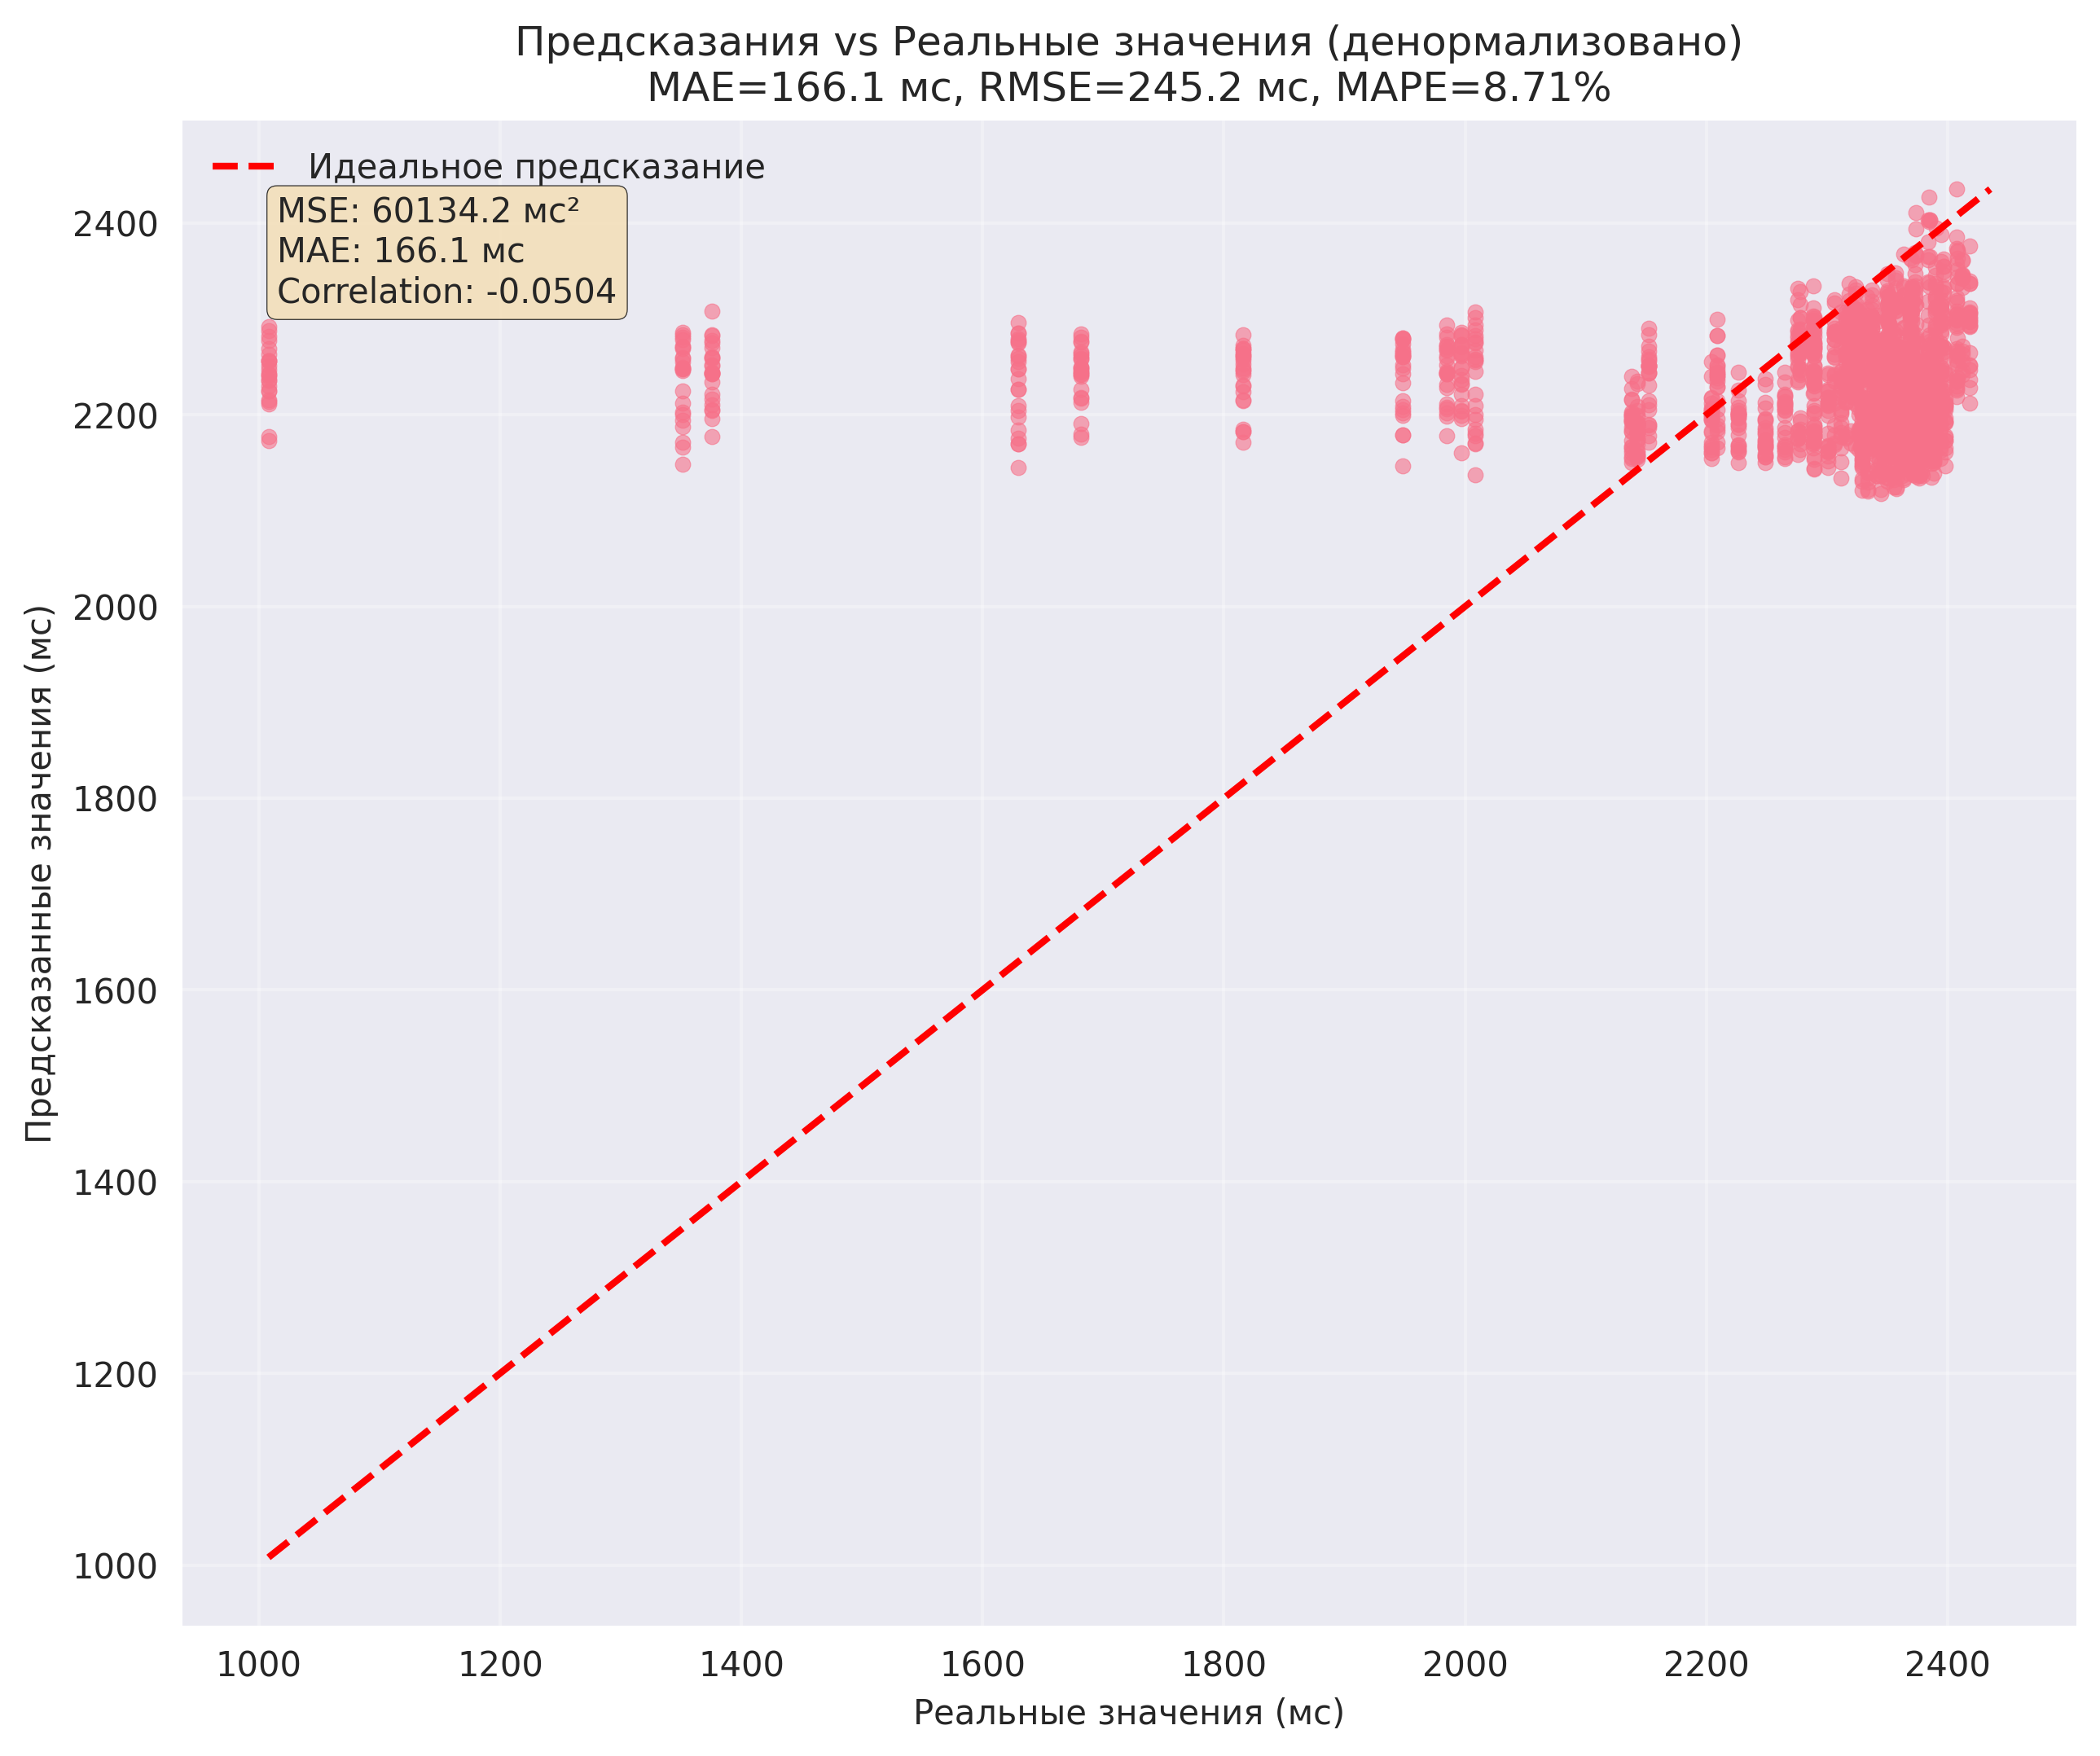 Предсказания vs Реальные значения (денормализовано)
MAE=166.1 мс, RMSE=245.2 мс, MAPE=8.71%
Идеальное предсказание
MSE: 60134.2 мс²
MAE: 166.1 мс
Correlation: -0.0504
Предсказанные значения (мс)
2400
2200
2000
1800
1600
1400
1200
1000
1000 1200 1400 1600 1800 2000 2200 2400
Реальные значения (мс)